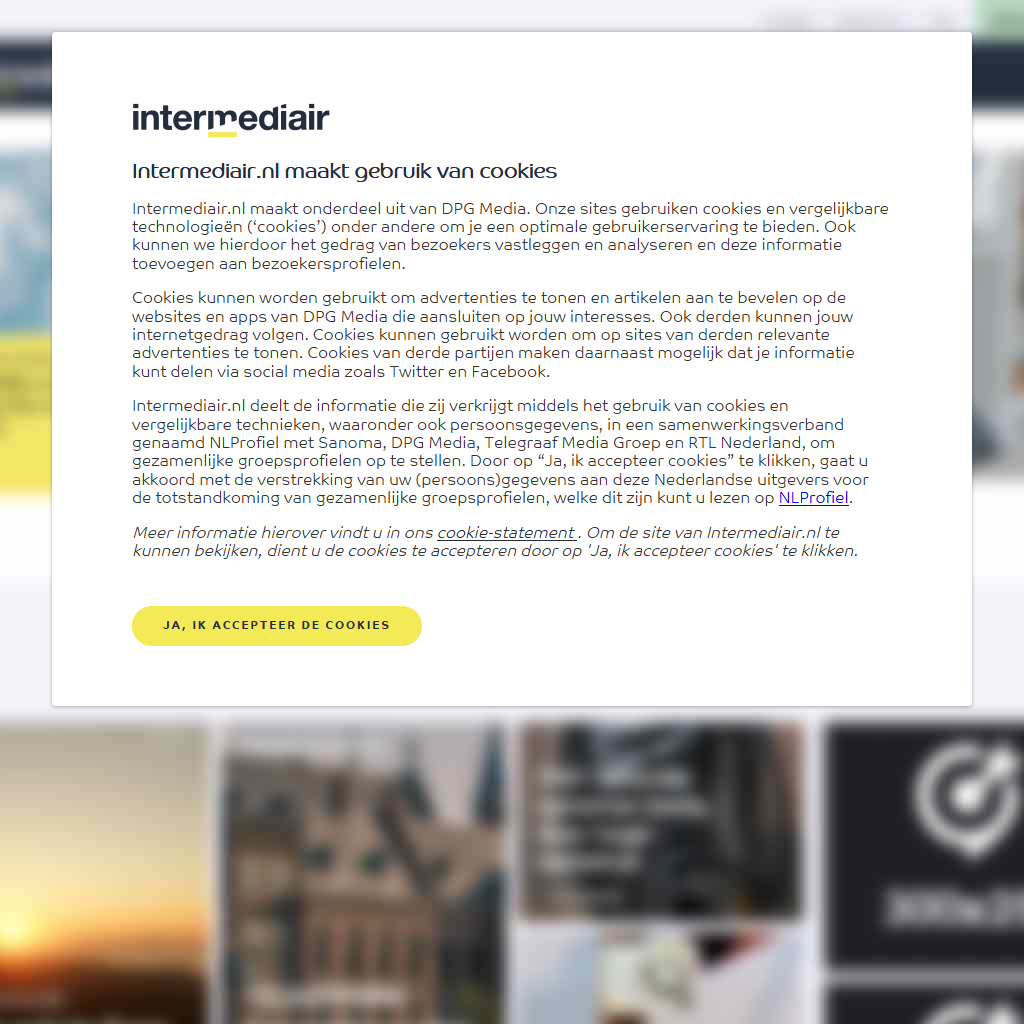 intermediair
Intermediair.nl maakt gebruik van cookies
Intermediair.nl maakt onderdeel uit van DPG Media. Onze sites gebruiken cookies en vergelijkbare
technologieën (‘cookies’) onder andere om je een optimale gebruikerservaring te bieden. Ook
kunnen we hierdoor het gedrag van bezoekers vastleggen en analyseren en deze informatie
toevoegen aan bezoekersprofielen.
Cookies kunnen worden gebruikt om advertenties te tonen en artikelen aan te bevelen op de
websites en apps van DPG Media die aansluiten op jouw interesses. Ook derden kunnen jouw
internetgedrag volgen. Cookies kunnen gebruikt worden om op sites van derden relevante
advertenties te tonen. Cookies van derde partijen maken daarnaast mogelijk dat je informatie
kunt delen via social media zoals Twitter en Facebook.
Intermediair.nl deelt de informatie die zij verkrijgt middels het gebruik van cookies en
vergelijkbare technieken, waaronder ook persoonsgegevens, in een samenwerkingsverband
genaamd NLProfiel met Sanoma, DPG Media, Telegraaf Media Groep en RTL Nederland, om
gezamenlijke groepsprofielen op te stellen. Door op “Ja, ik accepteer cookies” te klikken, gaat u
akkoord met de verstrekking van uw (persoons)gegevens aan deze Nederlandse uitgevers voor
de totstandkoming van gezamenlijke groepsprofielen, welke dit zijn kunt u lezen op NLProfiel.
Meer informatie hierover vindt u in ons cookie-statement . Om de site van Intermediair.nl te
kunnen bekijken, dient u de cookies te accepteren door op 'Ja, ik accepteer cookies' te klikken.
JA, IK ACCEPTEER DE COOKIES